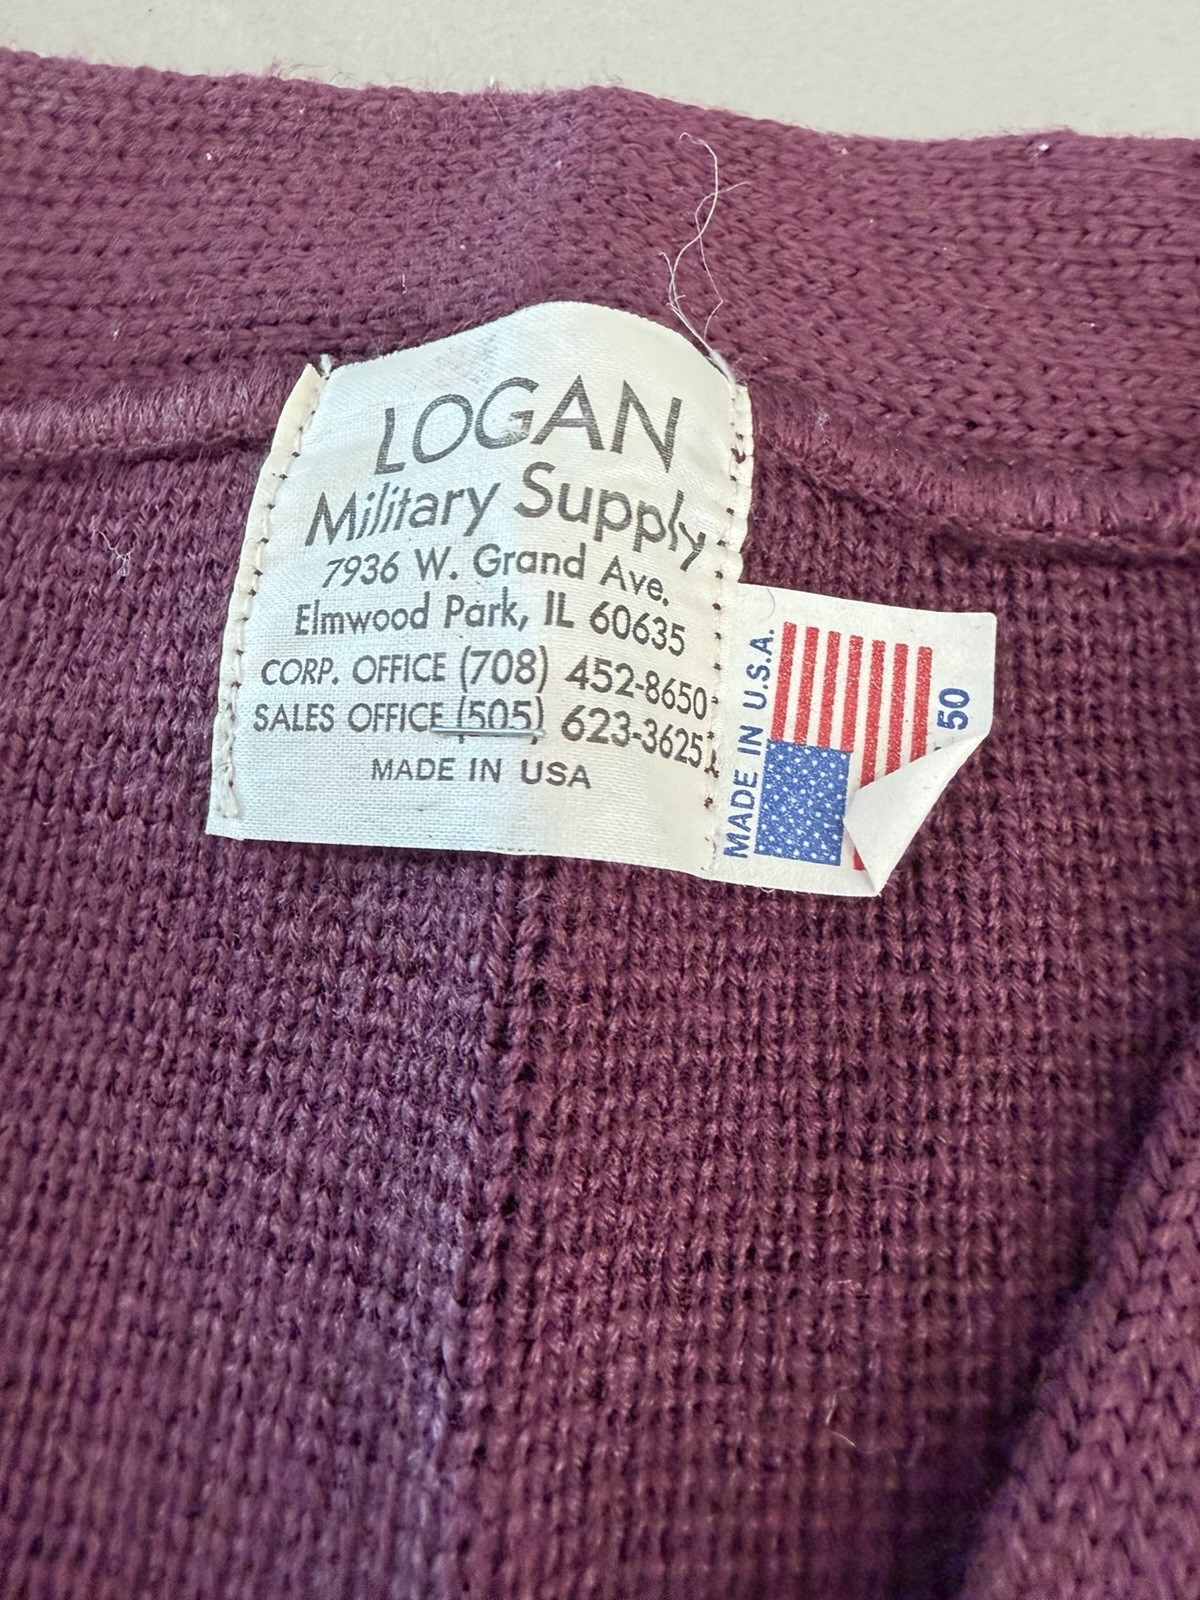 LOGAN
Military Supply
7936 W. Grand Ave.
Elmwood Park, IL 60635
CORP. OFFICE (708) 452-8650
SALES OFFICE (505) 623-3625
MADE IN USA
MADE IN U.S.A.
50